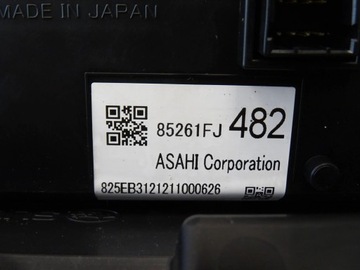 MADE IN JAPAN
85261FJ 482
ASAHI Corporation
825EB3121211000626